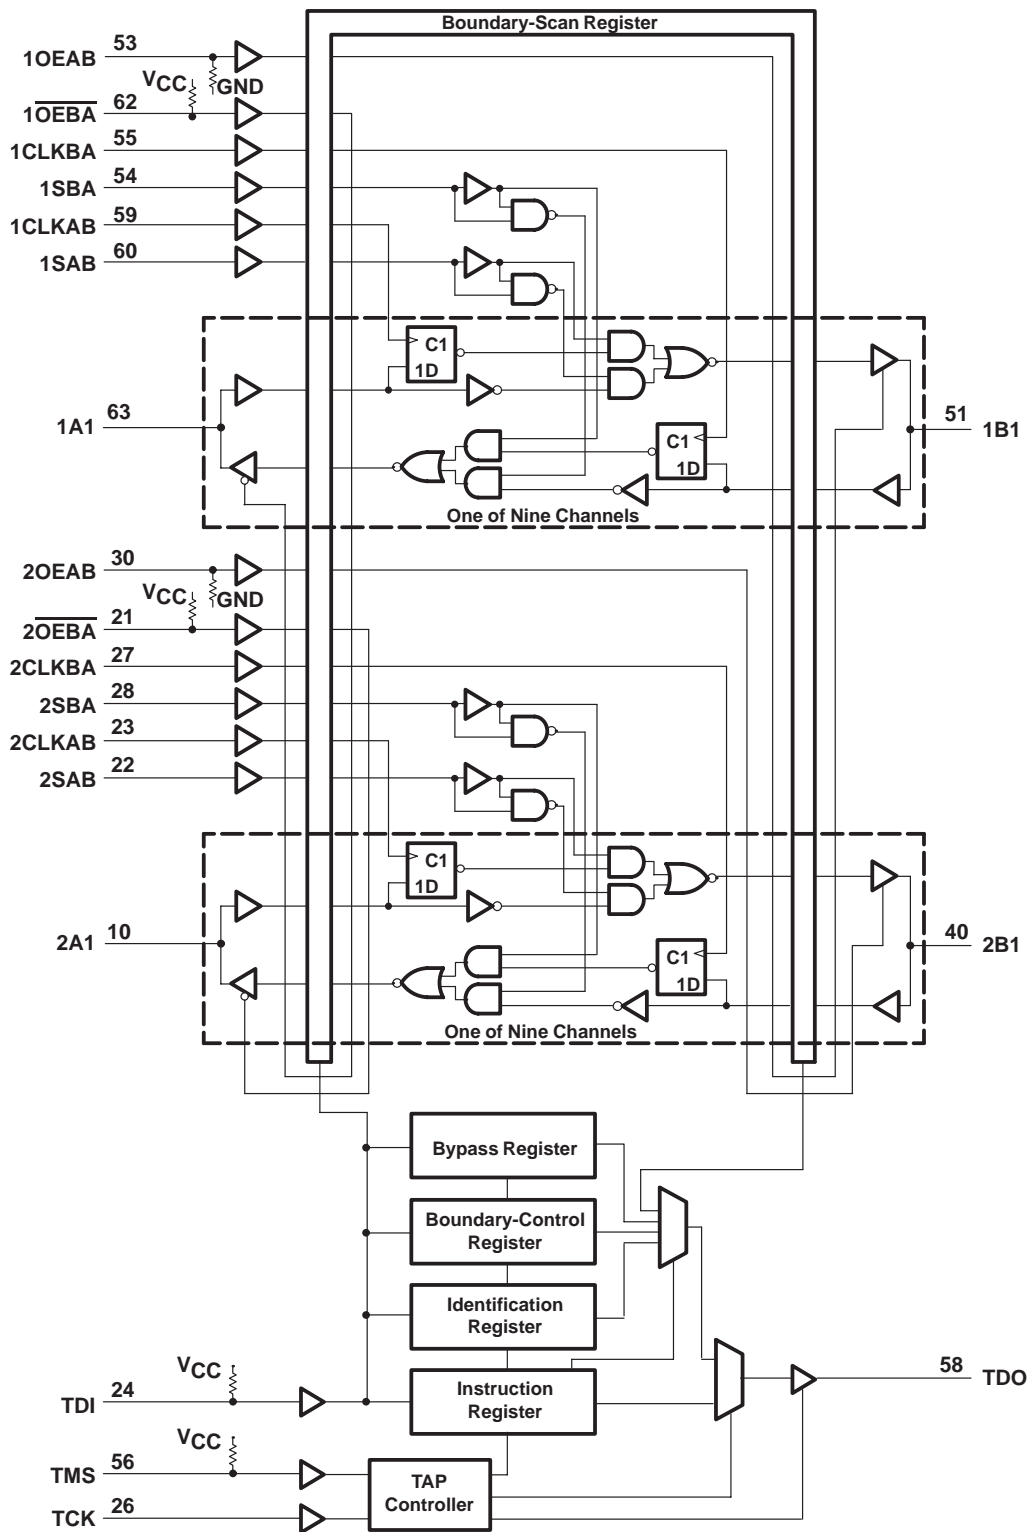 Boundary-Scan Register
1OEAB 53
VCC
GND
1OEBA 62
1CLKBA 55
1SBA 54
1CLKAB 59
1SAB 60
C1
1D
1A1 63
51 1B1
C1
1D
One of Nine Channels
2OEAB 30
VCC
GND
2OEBA 21
2CLKBA 27
2SBA 28
2CLKAB 23
2SAB 22
C1
1D
2A1 10
40 2B1
C1
1D
One of Nine Channels
Bypass Register
Boundary-Control
Register
Identification
Register
VCC
TDI 24
Instruction
Register
58 TDO
VCC
TMS 56
TAP
Controller
TCK 26